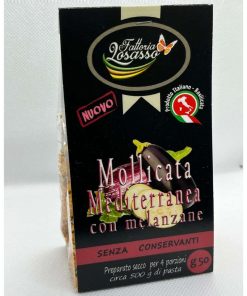 Fattoria
Losasso
Prodotto Italiano - Basilicata
NUOVO
Mollicata
Mediterranea
con melanzane
SENZA CONSERVANTI
Preparato secco per 4 porzioni
circa 500 g di pasta
g 50